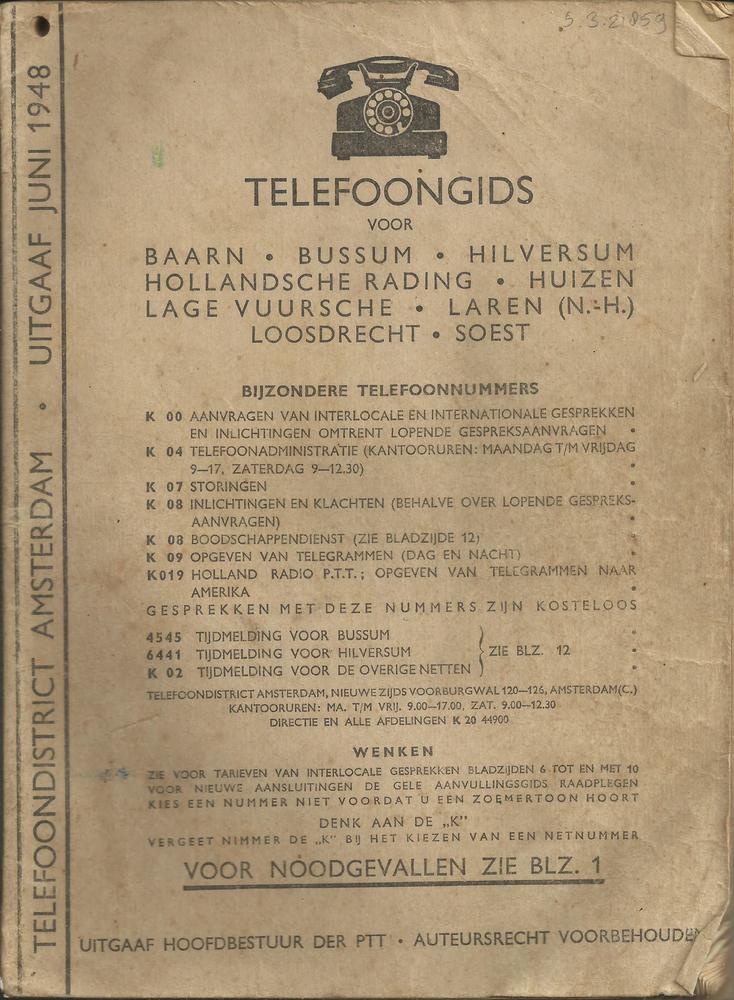 5.3.2.1859
TELEFOONGIDS
VOOR
BAARN • BUSSUM • HILVERSUM
HOLLANDSCHE RADING • HUIZEN
LAGE VUURSCHE • LAREN (N.-H.)
LOOSDRECHT • SOEST
BIJZONDERE TELEFOONNUMMERS
K 00 AANVRAGEN VAN INTERLOCALE EN INTERNATIONALE GESPREKKEN
EN INLICHTINGEN OMTRENT LOPENDE GESPREKSAANVRAGEN •
K 04 TELEFOONADMINISTRATIE (KANTOORUREN: MAANDAG T/M VRIJDAG
9—17, ZATERDAG 9—12.30) •
K 07 STORINGEN •
K 08 INLICHTINGEN EN KLACHTEN (BEHALVE OVER LOPENDE GESPREKS-
AANVRAGEN) •
K 08 BOODSCHAPPENDIENST (ZIE BLADZIJDE 12) •
K 09 OPGEVEN VAN TELEGRAMMEN (DAG EN NACHT) •
K019 HOLLAND RADIO P.T.T.; OPGEVEN VAN TELEGRAMMEN NAAR
AMERIKA •
GESPREKKEN MET DEZE NUMMERS ZIJN KOSTELOOS
4545 TIJDMELDING VOOR BUSSUM •
6441 TIJDMELDING VOOR HILVERSUM } ZIE BLZ. 12 •
K 02 TIJDMELDING VOOR DE OVERIGE NETTEN •
TELEFOONDISTRICT AMSTERDAM, NIEUWE ZIJDS VOORBURGWAL 120—126, AMSTERDAM(C.)
KANTOORUREN: MA. T/M VRIJ. 9.00—17.00, ZAT. 9.00—12.30
DIRECTIE EN ALLE AFDELINGEN K 20 44900
WENKEN
ZIE VOOR TARIEVEN VAN INTERLOCALE GESPREKKEN BLADZIJDEN 6 TOT EN MET 10
VOOR NIEUWE AANSLUITINGEN DE GELE AANVULLINGSGIDS RAADPLEGEN
KIES EEN NUMMER NIET VOORDAT U EEN ZOEMERTOON HOORT
DENK AAN DE „K"
VERGEET NIMMER DE „K" BIJ HET KIEZEN VAN EEN NETNUMMER
VOOR NOODGEVALLEN ZIE BLZ. 1
UITGAAF HOOFDBESTUUR DER PTT • AUTEURSRECHT VOORBEHOUDEN
TELEFOONDISTRICT AMSTERDAM • UITGAAF JUNI 1948